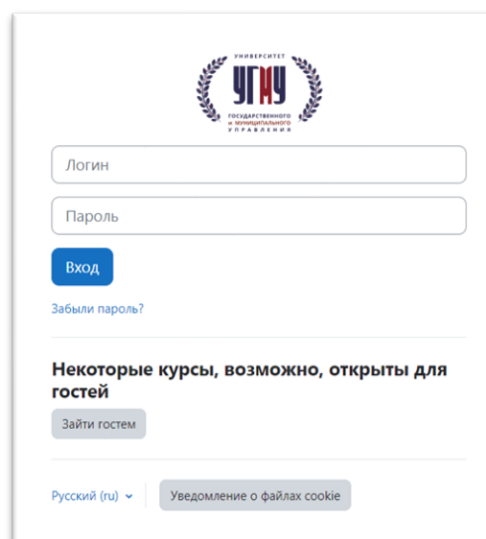 УНИВЕРСИТЕТ
УГМУ
ГОСУДАРСТВЕННОГО
и МУНИЦИПАЛЬНОГО
УПРАВЛЕНИЯ
Логин
Пароль
Вход
Забыли пароль?
Некоторые курсы, возможно, открыты для
гостей
Зайти гостем
Русский (ru)
Уведомление о файлах cookie